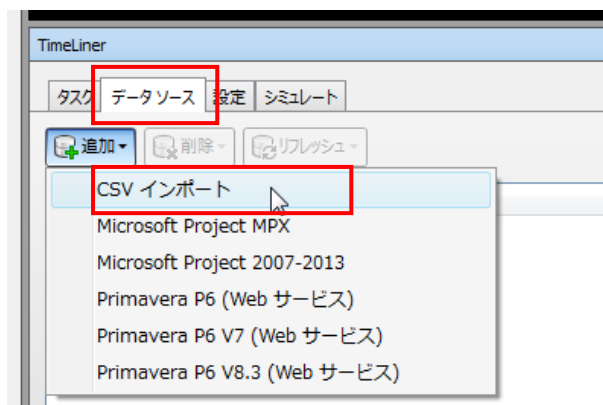 TimeLiner
タスク データ ソース 設定 シミュレート
追加 削除 リフレッシュ
CSV インポート
Microsoft Project MPX
Microsoft Project 2007-2013
Primavera P6 (Web サービス)
Primavera P6 V7 (Web サービス)
Primavera P6 V8.3 (Web サービス)